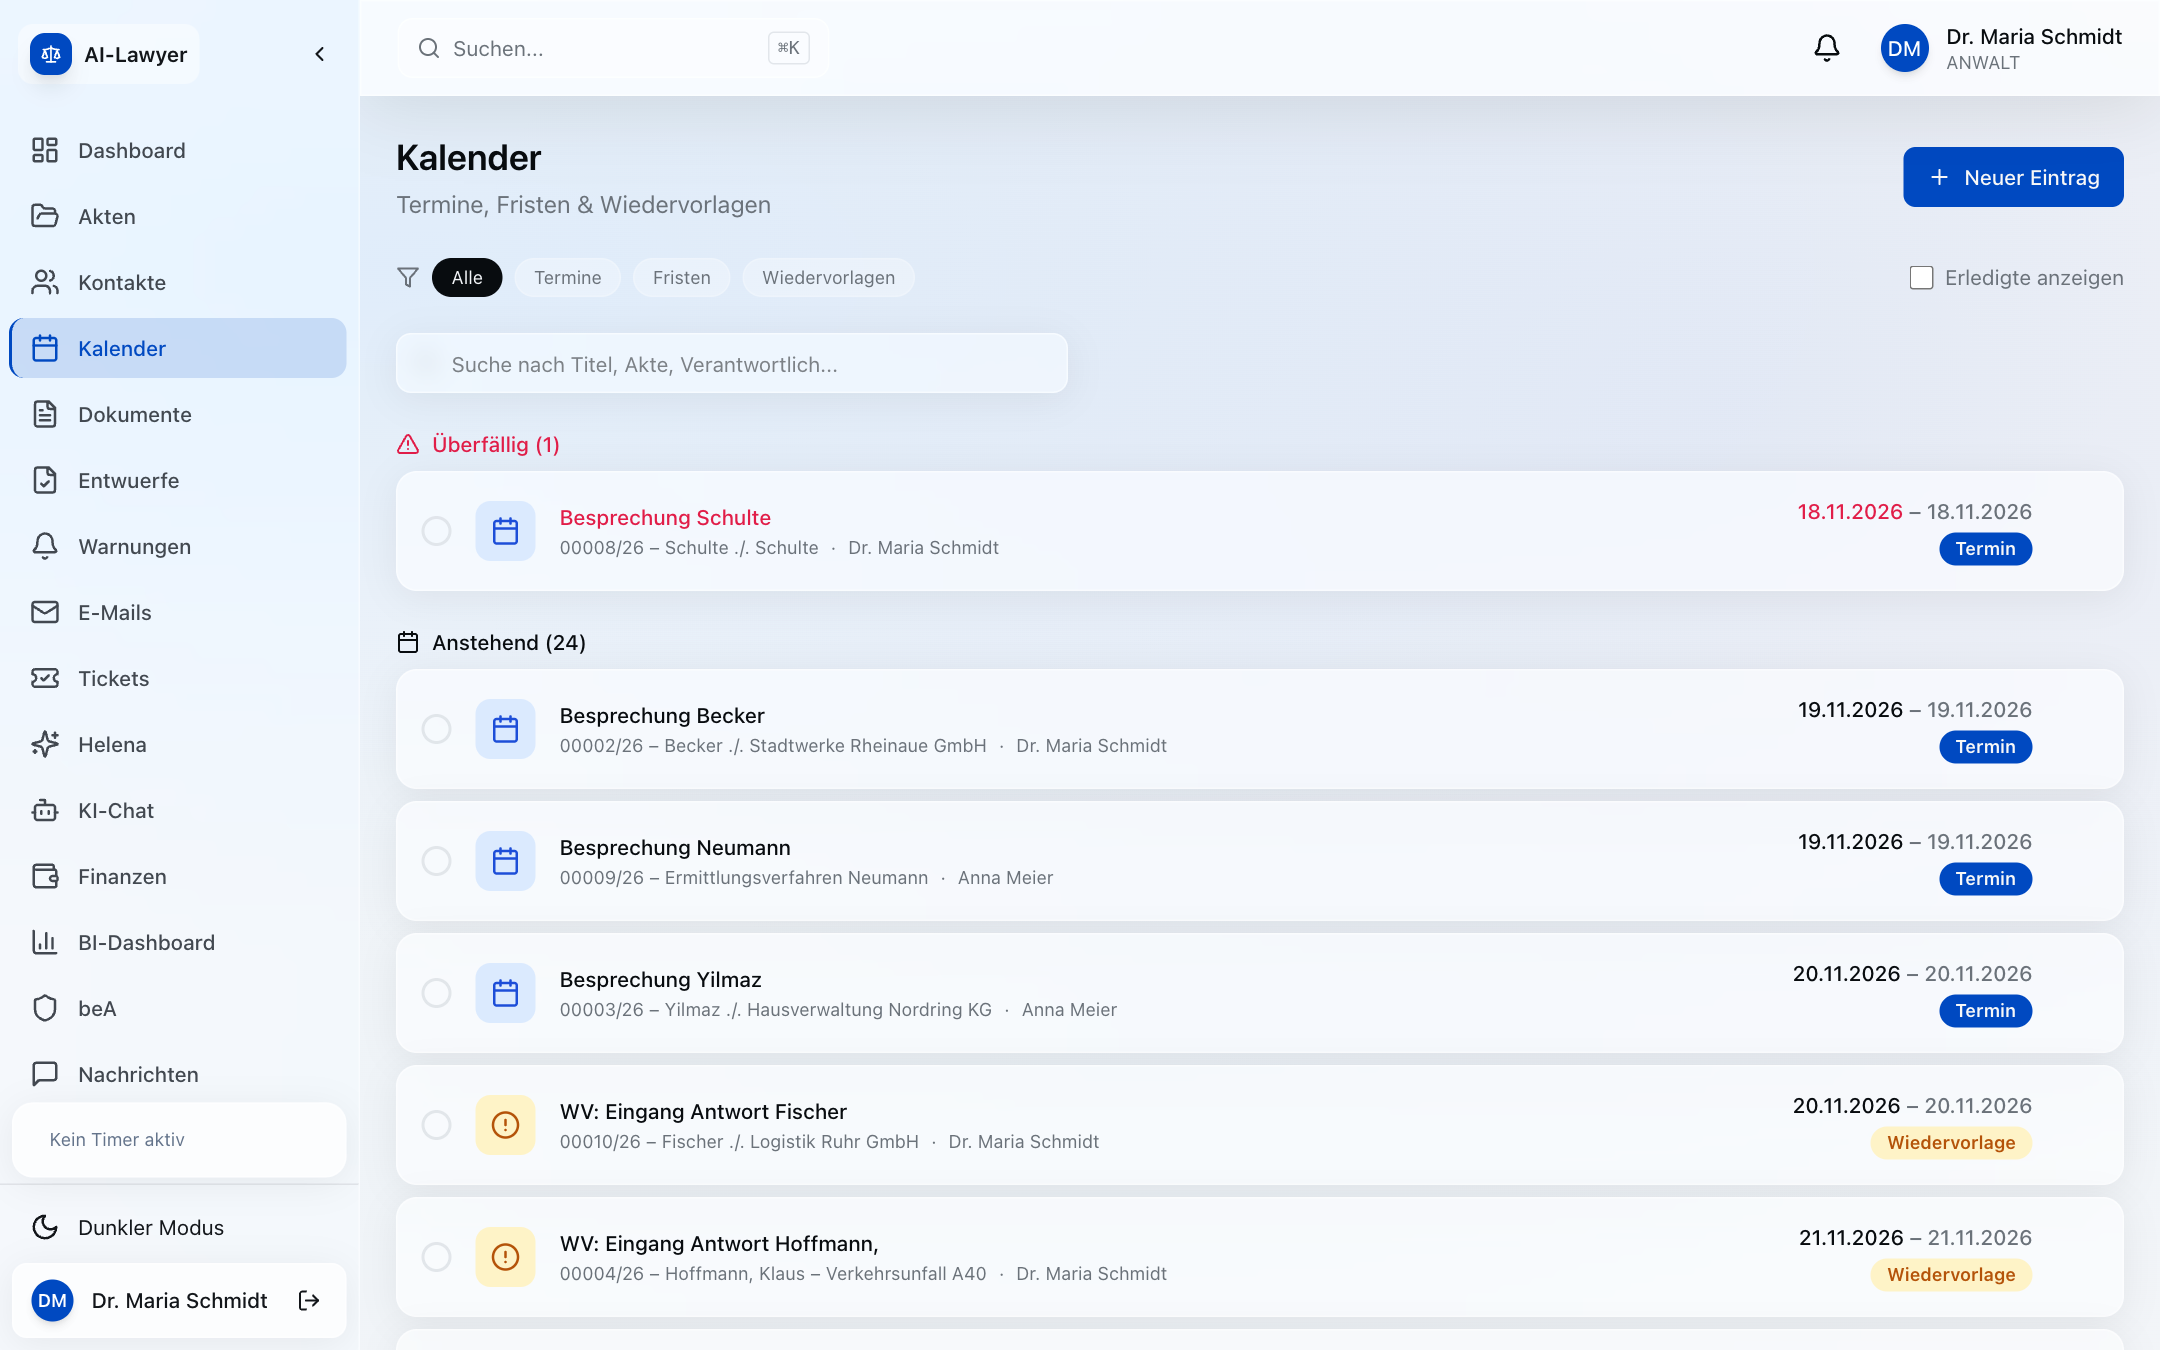 AI-Lawyer
Suchen...
⌘K
DM
Dr. Maria Schmidt
ANWALT
Dashboard
Akten
Kontakte
Kalender
Dokumente
Entwuerfe
Warnungen
E-Mails
Tickets
Helena
KI-Chat
Finanzen
BI-Dashboard
beA
Nachrichten
Kein Timer aktiv
Dunkler Modus
DM
Dr. Maria Schmidt
Kalender
Termine, Fristen & Wiedervorlagen
Neuer Eintrag
Alle
Termine
Fristen
Wiedervorlagen
Erledigte anzeigen
Suche nach Titel, Akte, Verantwortlich...
Überfällig (1)
Besprechung Schulte
00008/26 – Schulte ./. Schulte · Dr. Maria Schmidt
18.11.2026 – 18.11.2026
Termin
Anstehend (24)
Besprechung Becker
00002/26 – Becker ./. Stadtwerke Rheinaue GmbH · Dr. Maria Schmidt
19.11.2026 – 19.11.2026
Termin
Besprechung Neumann
00009/26 – Ermittlungsverfahren Neumann · Anna Meier
19.11.2026 – 19.11.2026
Termin
Besprechung Yilmaz
00003/26 – Yilmaz ./. Hausverwaltung Nordring KG · Anna Meier
20.11.2026 – 20.11.2026
Termin
WV: Eingang Antwort Fischer
00010/26 – Fischer ./. Logistik Ruhr GmbH · Dr. Maria Schmidt
20.11.2026 – 20.11.2026
Wiedervorlage
WV: Eingang Antwort Hoffmann,
00004/26 – Hoffmann, Klaus – Verkehrsunfall A40 · Dr. Maria Schmidt
21.11.2026 – 21.11.2026
Wiedervorlage